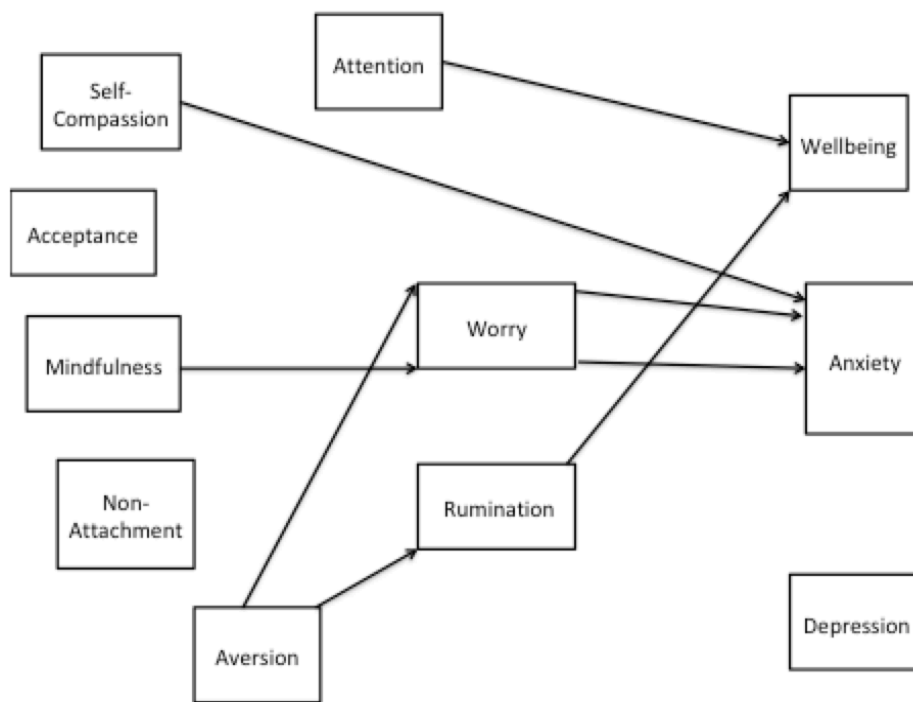 Attention
Self-
Compassion
Wellbeing
Acceptance
Worry
Mindfulness
Anxiety
Non-
Attachment
Rumination
Depression
Aversion